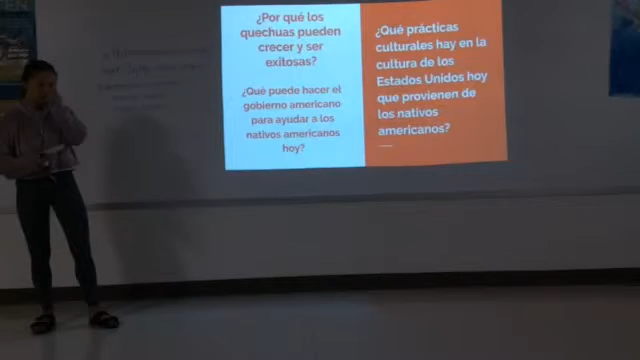 ¿Por qué los
quechuas pueden
crecer y ser
exitosas?
¿Qué puede hacer el
gobierno americano
para ayudar a los
nativos americanos
hoy?
¿Qué prácticas
culturales hay en la
cultura de los
Estados Unidos hoy
que provienen de
los nativos
americanos?